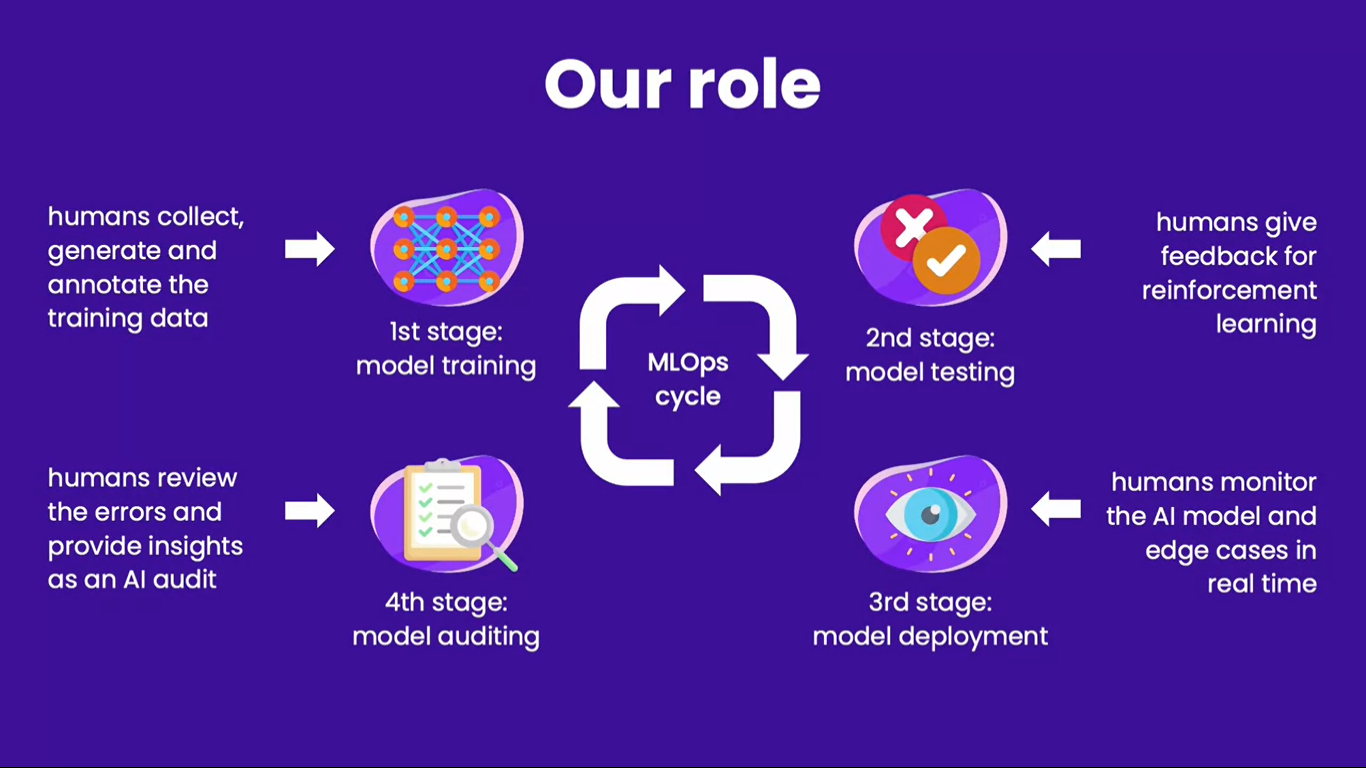 Our role
humans collect,
generate and
annotate the
training data
1st stage:
model training
2nd stage:
model testing
humans give
feedback for
reinforcement
learning
MLOps
cycle
humans review
the errors and
provide insights
as an AI audit
4th stage:
model auditing
3rd stage:
model deployment
humans monitor
the AI model and
edge cases in
real time